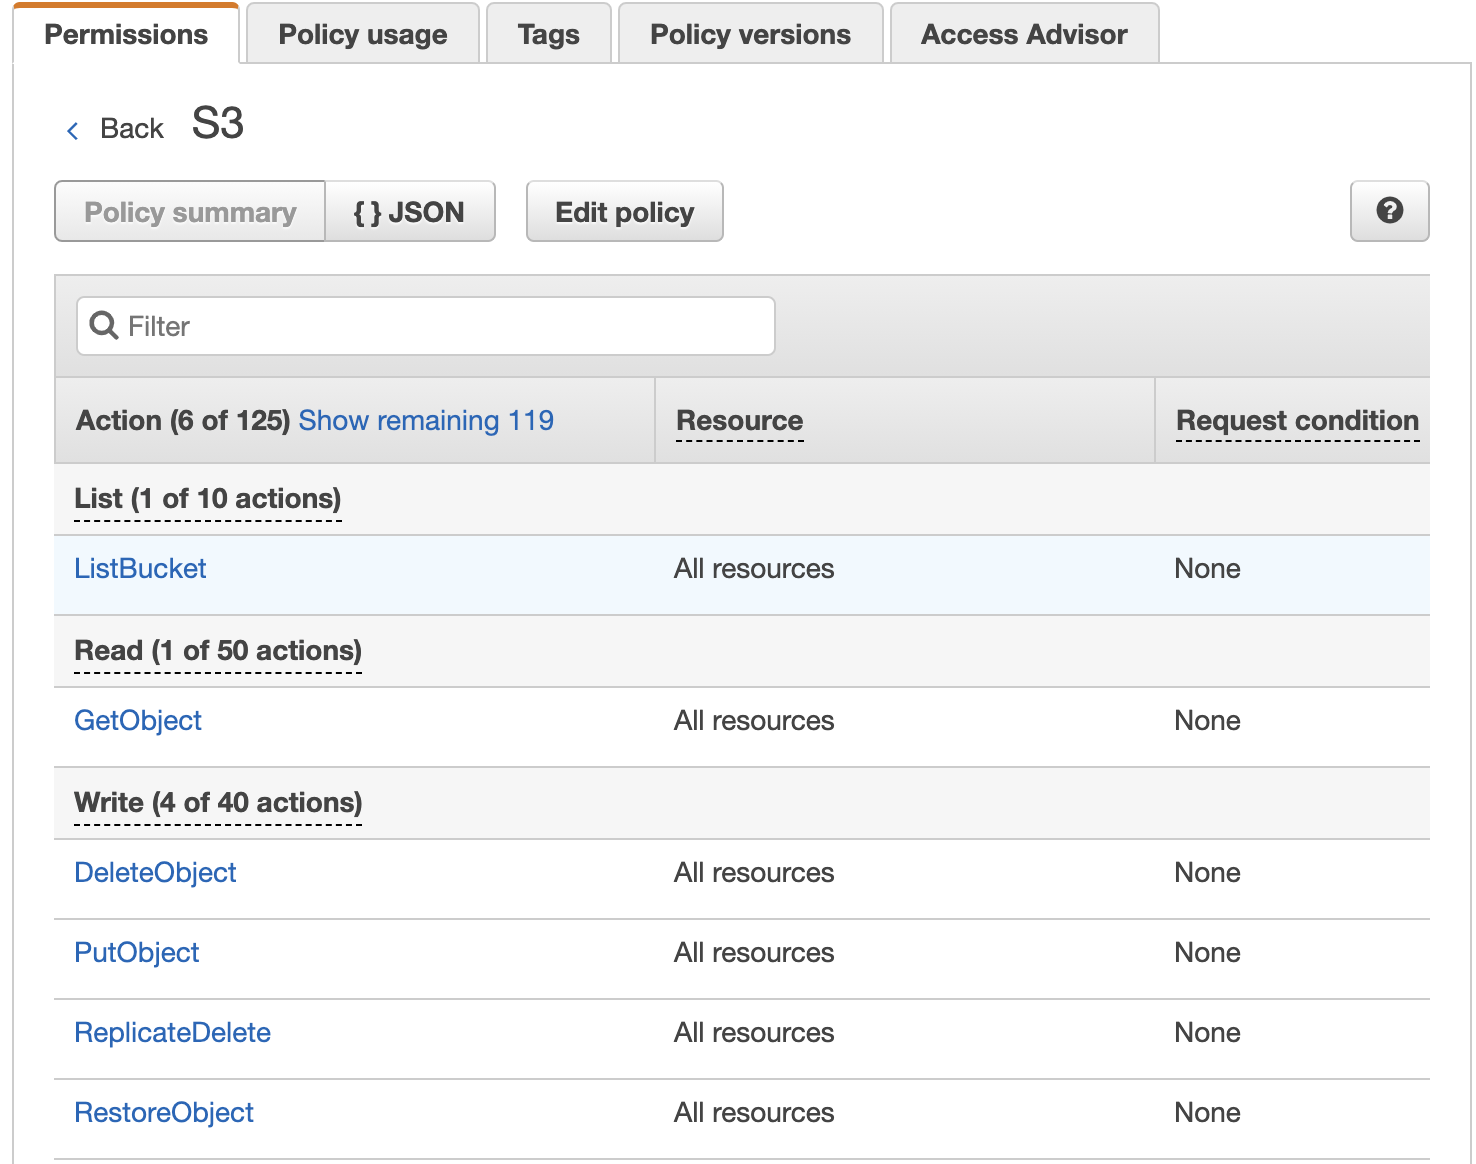 Permissions Policy usage Tags Policy versions Access Advisor
Back S3
Policy summary { } JSON Edit policy ?
Filter
Action (6 of 125) Show remaining 119 Resource Request condition
List (1 of 10 actions)
ListBucket All resources None
Read (1 of 50 actions)
GetObject All resources None
Write (4 of 40 actions)
DeleteObject All resources None
PutObject All resources None
ReplicateDelete All resources None
RestoreObject All resources None